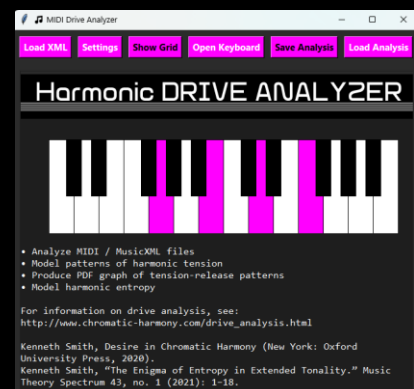 MIDI Drive Analyzer
Load XML Settings Show Grid Open Keyboard Save Analysis Load Analysis
Harmonic DRIVE ANALYZER
• Analyze MIDI / MusicXML files
• Model patterns of harmonic tension
• Produce PDF graph of tension-release patterns
• Model harmonic entropy
For information on drive analysis, see:
http://www.chromatic-harmony.com/drive_analysis.html
Kenneth Smith, Desire in Chromatic Harmony (New York: Oxford
University Press, 2020).
Kenneth Smith, “The Enigma of Entropy in Extended Tonality.” Music
Theory Spectrum 43, no. 1 (2021): 1–18.